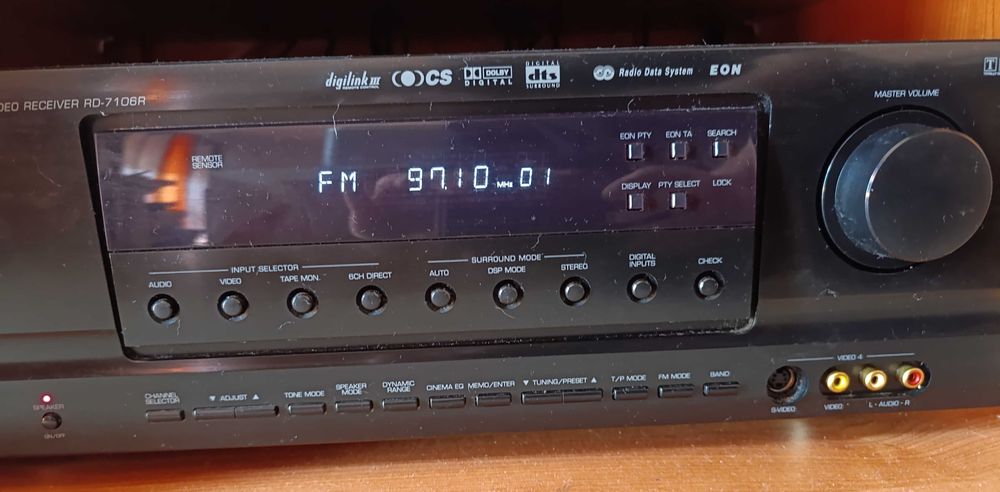 digilink III
REMOTE CONTROL
CS
DOLBY
DIGITAL
DIGITAL
dts
SURROUND
Radio Data System
EON
DEO RECEIVER RD-7106R
MASTER VOLUME
REMOTE
SENSOR
FM 97.10 MHz 01
EON PTY
EON TA
SEARCH
DISPLAY
PTY SELECT
LOCK
INPUT SELECTOR
AUDIO
VIDEO
TAPE MON.
6CH DIRECT
SURROUND MODE
AUTO
DSP MODE
STEREO
DIGITAL
INPUTS
CHECK
SPEAKER
ON/OFF
CHANNEL
SELECTOR
▼ ADJUST ▲
TONE MODE
SPEAKER
MODE
DYNAMIC
RANGE
CINEMA EQ
MEMO/ENTER
▼ TUNING/PRESET ▲
T/P MODE
FM MODE
BAND
VIDEO 4
S-VIDEO
VIDEO
L - AUDIO - R